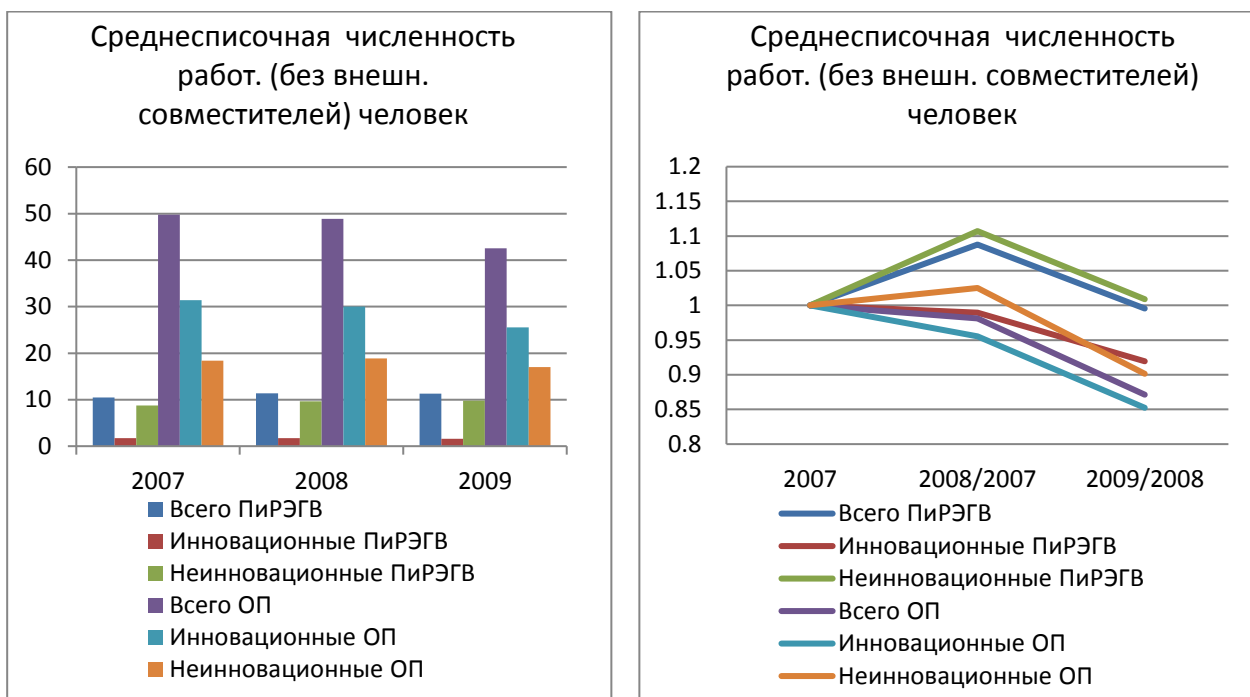 Среднесписочная численность
работ. (без внешн.
совместителей) человек
60
50
40
30
20
10
0
2007 2008 2009
Всего ПиРЭГВ
Инновационные ПиРЭГВ
Неинновационные ПиРЭГВ
Всего ОП
Инновационные ОП
Неинновационные ОП
Среднесписочная численность
работ. (без внешн. совместителей)
человек
1.2
1.15
1.1
1.05
1
0.95
0.9
0.85
0.8
2007 2008/2007 2009/2008
Всего ПиРЭГВ
Инновационные ПиРЭГВ
Неинновационные ПиРЭГВ
Всего ОП
Инновационные ОП
Неинновационные ОП